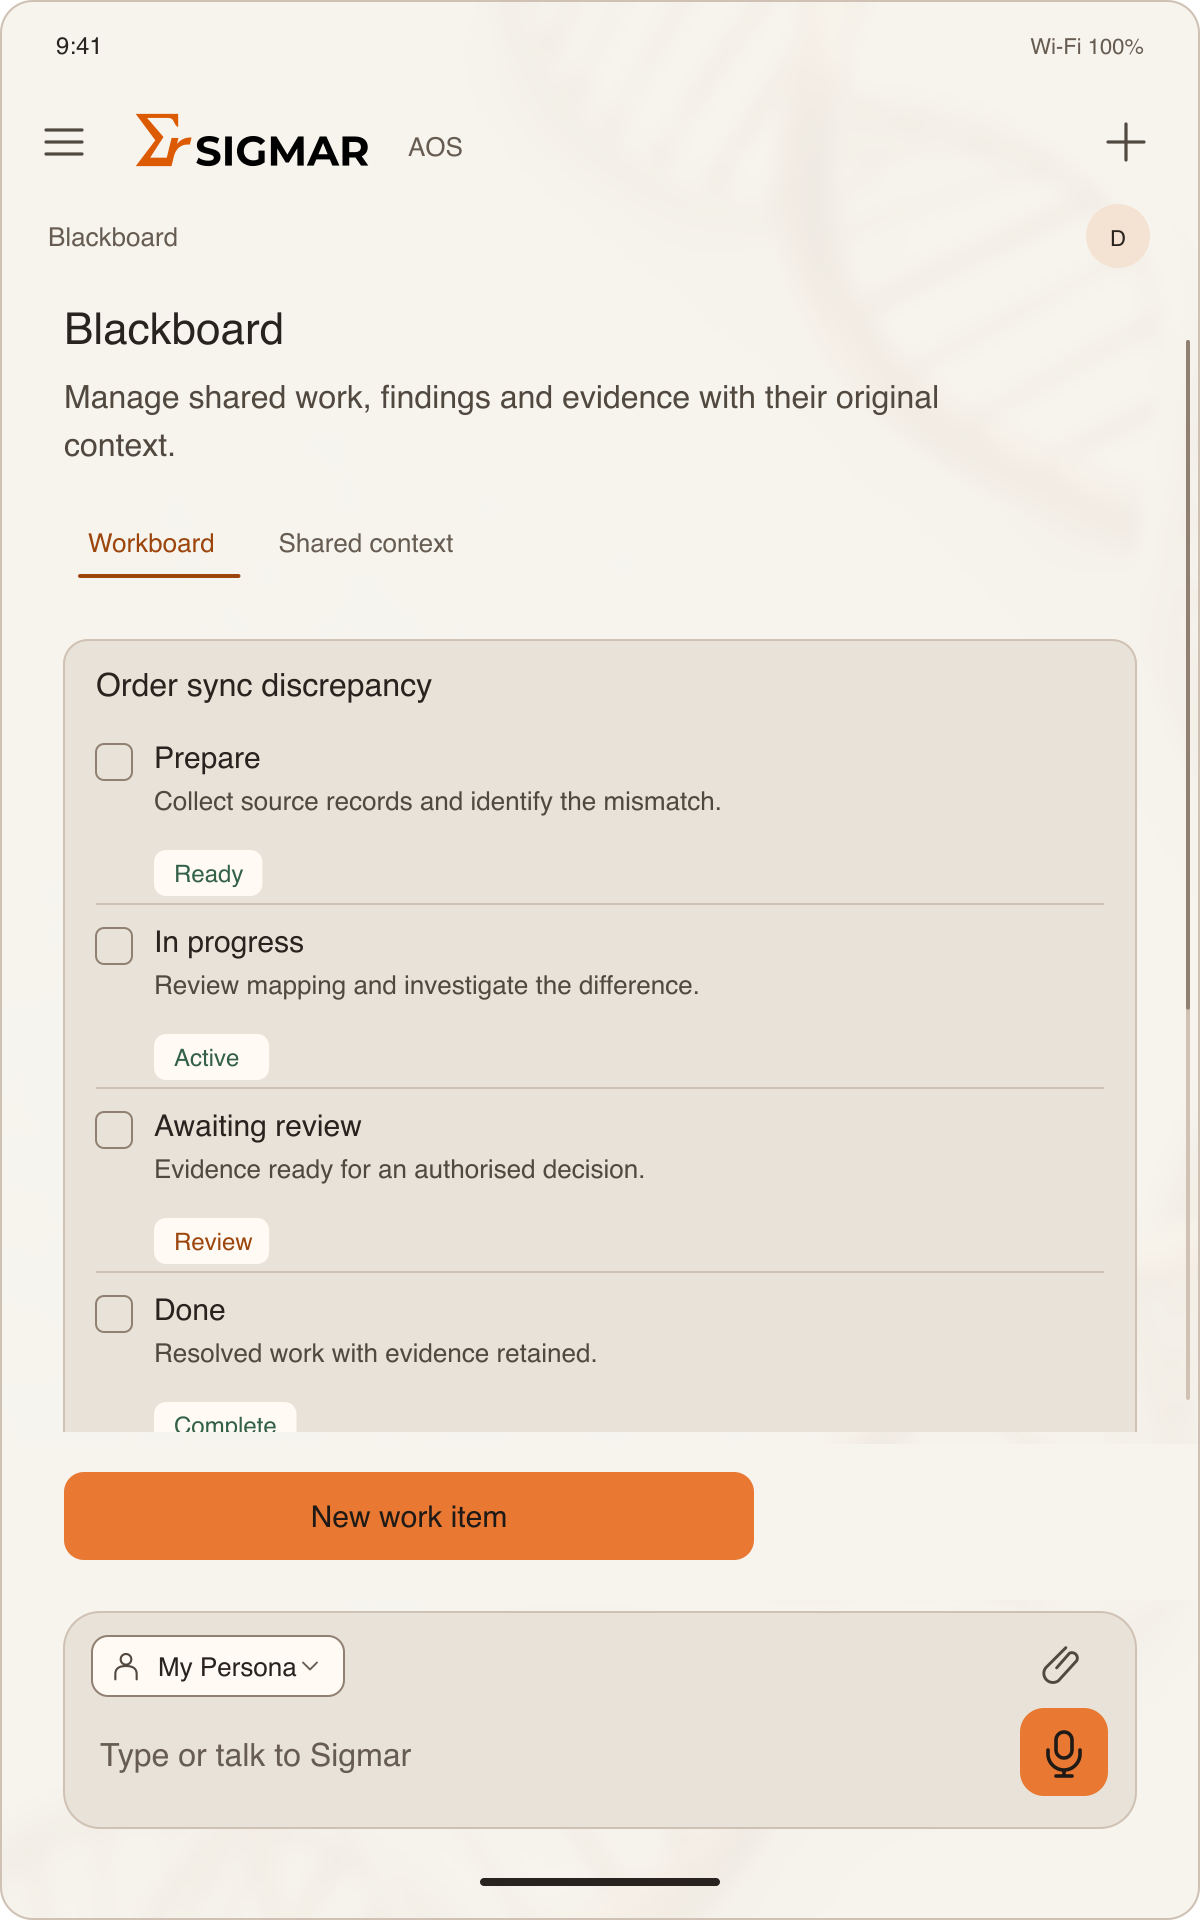 9:41
Wi-Fi 100%
Σr SIGMAR AOS
Blackboard
D
Blackboard
Manage shared work, findings and evidence with their original
context.
Workboard
Shared context
Order sync discrepancy
Prepare
Collect source records and identify the mismatch.
Ready
In progress
Review mapping and investigate the difference.
Active
Awaiting review
Evidence ready for an authorised decision.
Review
Done
Resolved work with evidence retained.
Complete
New work item
My Persona
Type or talk to Sigmar